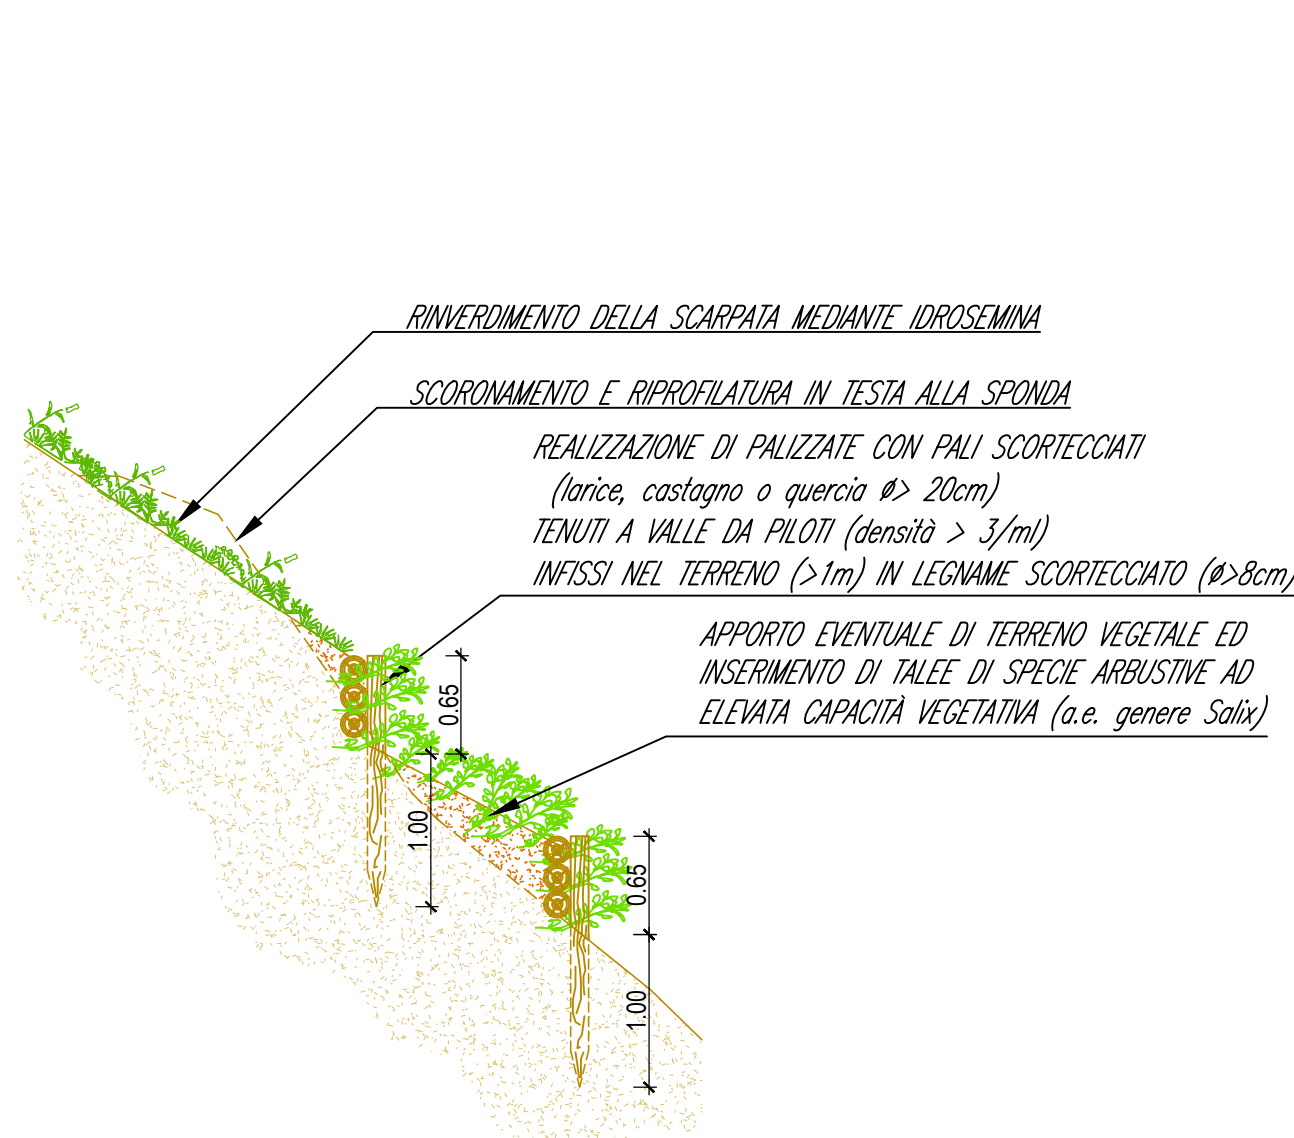 RINVERDIMENTO DELLA SCARPATA MEDIANTE IDROSEMINA
SCORONAMENTO E RIPROFILATURA IN TESTA ALLA SPONDA
REALIZZAZIONE DI PALIZZATE CON PALI SCORTECCIATI
(larice, castagno o quercia ø> 20cm)
TENUTI A VALLE DA PILOTI (densità > 3/ml)
INFISSI NEL TERRENO (>1m) IN LEGNAME SCORTECCIATO (ø>8cm)
APPORTO EVENTUALE DI TERRENO VEGETALE ED
INSERIMENTO DI TALEE DI SPECIE ARBUSTIVE AD
ELEVATA CAPACITÀ VEGETATIVA (a.e. genere Salix)
0.65
1.00
0.65
1.00